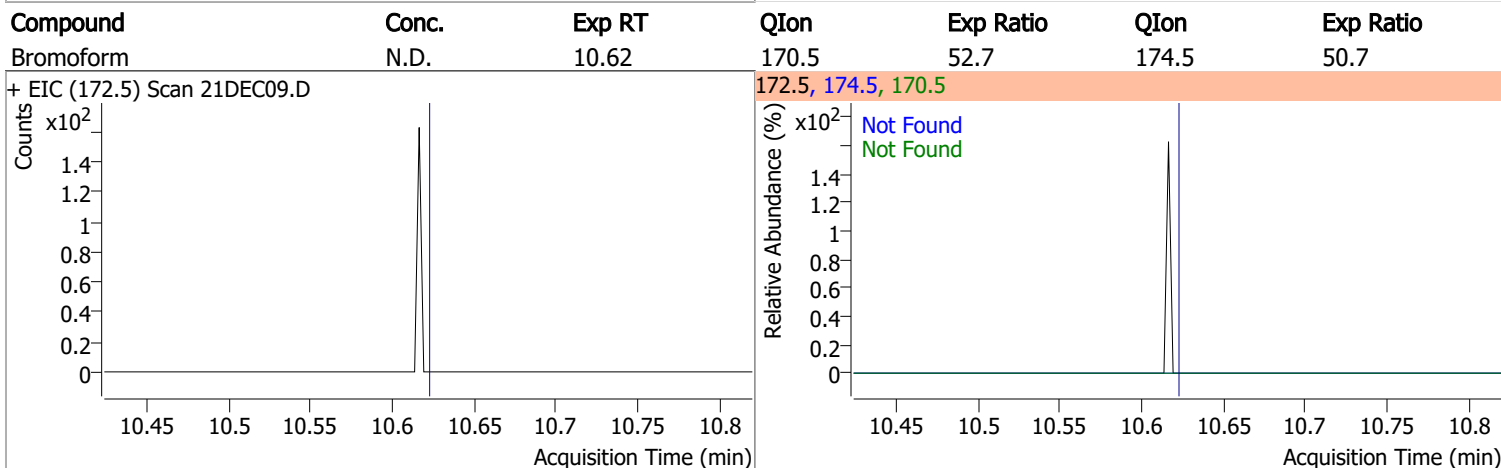 Compound Conc. Exp RT QIon Exp Ratio QIon Exp Ratio
Bromoform N.D. 10.62 170.5 52.7 174.5 50.7
+ EIC (172.5) Scan 21DEC09.D
Counts
x10²
1.4
1.2
1
0.8
0.6
0.4
0.2
0
10.45 10.5 10.55 10.6 10.65 10.7 10.75 10.8
Acquisition Time (min)
172.5, 174.5, 170.5
Relative Abundance (%)
x10²
Not Found
Not Found
1.4
1.2
1
0.8
0.6
0.4
0.2
0
10.45 10.5 10.55 10.6 10.65 10.7 10.75 10.8
Acquisition Time (min)